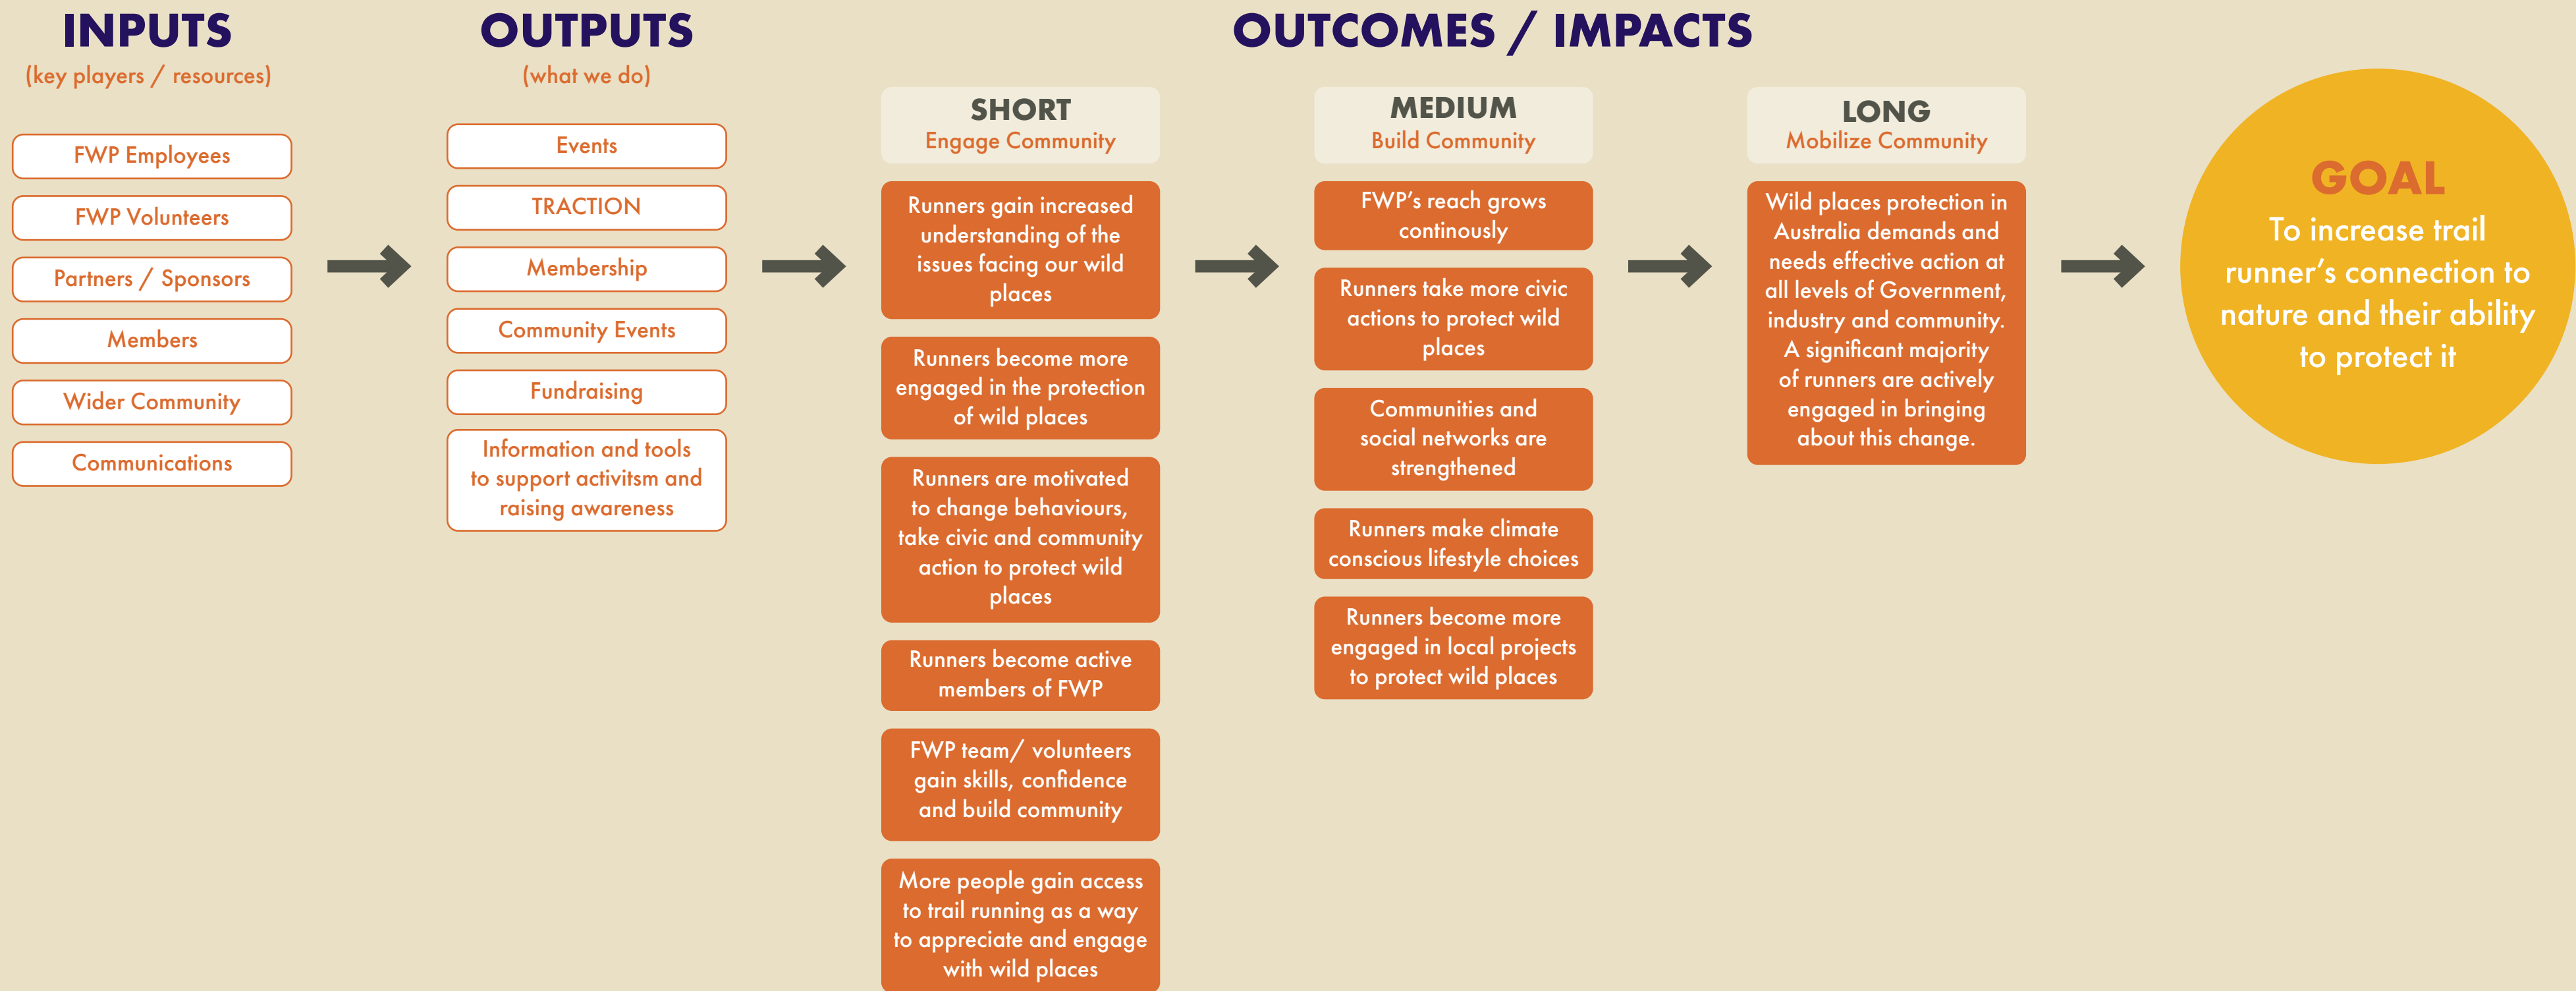 INPUTS
(key players / resources)
FWP Employees
FWP Volunteers
Partners / Sponsors
Members
Wider Community
Communications
OUTPUTS
(what we do)
Events
TRACTION
Membership
Community Events
Fundraising
Information and tools
to support activitsm and
raising awareness
OUTCOMES / IMPACTS
SHORT
Engage Community
Runners gain increased
understanding of the
issues facing our wild
places
Runners become more
engaged in the protection
of wild places
Runners are motivated
to change behaviours,
take civic and community
action to protect wild
places
Runners become active
members of FWP
FWP team/ volunteers
gain skills, confidence
and build community
More people gain access
to trail running as a way
to appreciate and engage
with wild places
MEDIUM
Build Community
FWP’s reach grows
continously
Runners take more civic
actions to protect wild
places
Communities and
social networks are
strengthened
Runners make climate
conscious lifestyle choices
Runners become more
engaged in local projects
to protect wild places
LONG
Mobilize Community
Wild places protection in
Australia demands and
needs effective action at
all levels of Government,
industry and community.
A significant majority
of runners are actively
engaged in bringing
about this change.
GOAL
To increase trail
runner’s connection to
nature and their ability
to protect it